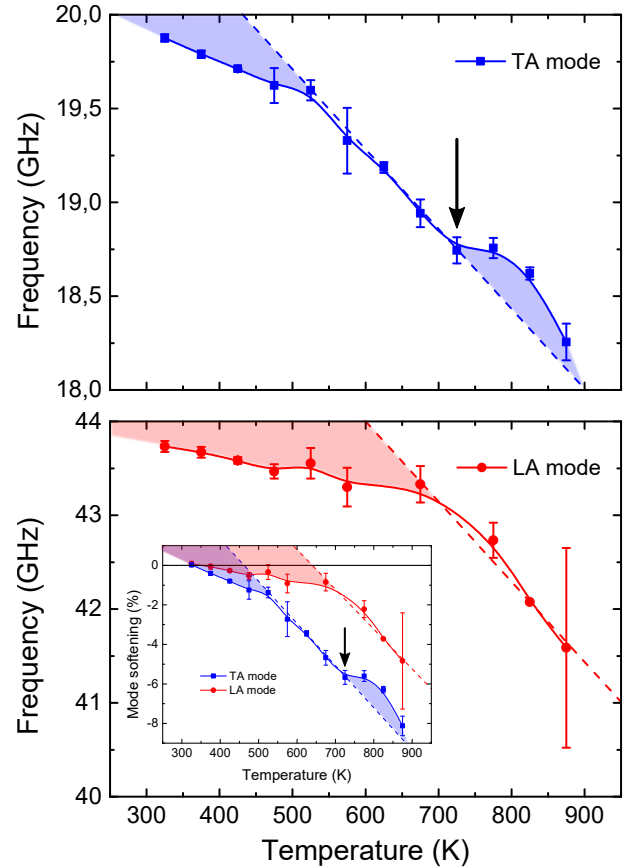 20,0
19,5
19,0
18,5
18,0
Frequency (GHz)
TA mode
44
43
42
41
40
Frequency (GHz)
LA mode
0
-2
-4
-6
-8
Mode softening (%)
TA mode
LA mode
300 400 500 600 700 800 900
Temperature (K)
300 400 500 600 700 800 900
Temperature (K)